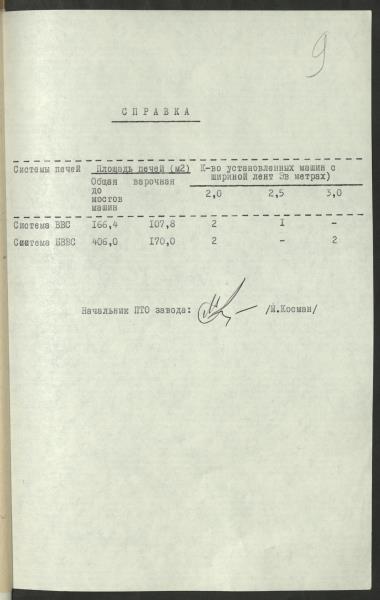 9
СПРАВКА
Системы печей Площадь печей (м2) К-во установленных машин с
шириной лент Эв метрах)
Общая варочная
до
мостов
машин
2,0 2,5 3,0
Система ВВС 166,4 107,8 2 I -
Система БВВС 406,0 170,0 2 - 2
Начальник ПТО завода: /Й.Косман/